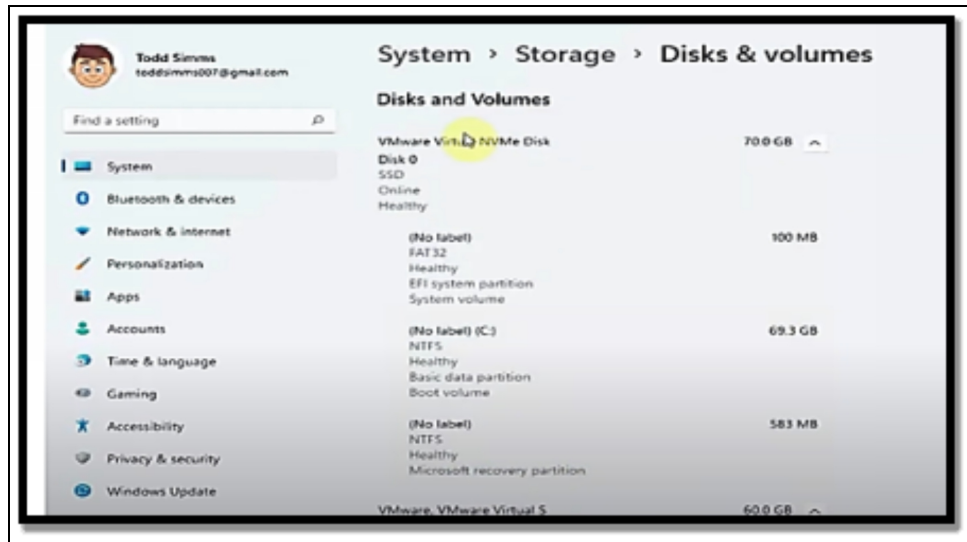 Todd Simms
toddsimms007@gmail.com
Find a setting
System
Bluetooth & devices
Network & internet
Personalization
Apps
Accounts
Time & language
Gaming
Accessibility
Privacy & security
Windows Update
System > Storage > Disks & volumes
Disks and Volumes
VMware Virtual NVMe Disk 70.0 GB
Disk 0
SSD
Online
Healthy
(No label) 100 MB
FAT32
Healthy
EFI system partition
System volume
(No label) (C:) 69.3 GB
NTFS
Healthy
Basic data partition
Boot volume
(No label) 583 MB
NTFS
Healthy
Microsoft recovery partition
VMware, VMware Virtual S 60.0 GB